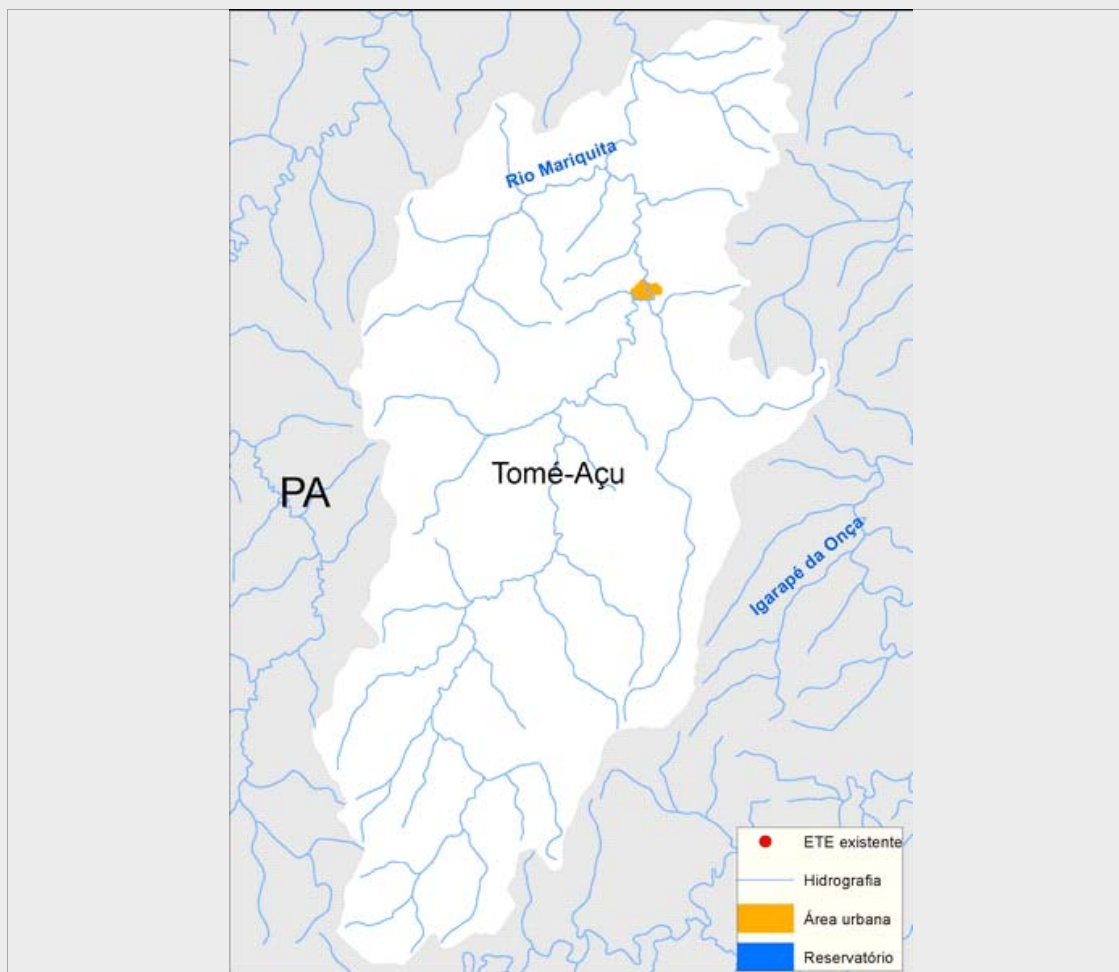 Rio Mariquita
Tomé-Açu
PA
Igarapé da Onça
ETE existente
Hidrografia
Área urbana
Reservatório